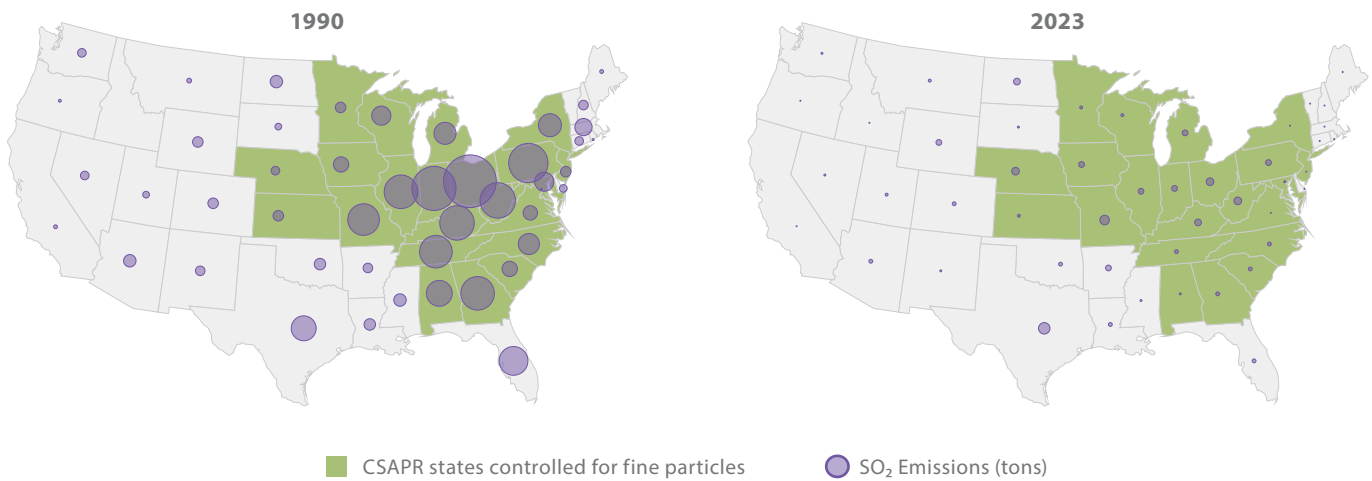 1990
2023
CSAPR states controlled for fine particles
SO₂ Emissions (tons)